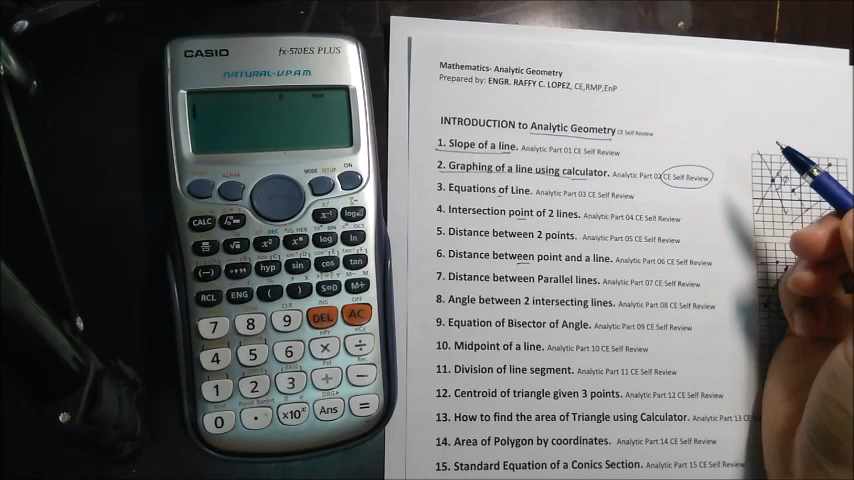 CASIO fx-570ES PLUS
NATURAL-V.P.A.M.
SHIFT ALPHA MODE SETUP ON
CALC
log
ln
hyp sin cos tan
RCL ENG ( ) S⇔D M+
CLR INS OFF
7 8 9 DEL AC
4 5 6 × ÷
1 2 3 + −
0 . ×10ˣ Ans =
Mathematics- Analytic Geometry
Prepared by: ENGR. RAFFY C. LOPEZ, CE,RMP,EnP
INTRODUCTION to Analytic Geometry CE Self Review
1. Slope of a line. Analytic Part 01 CE Self Review
2. Graphing of a line using calculator. Analytic Part 02 CE Self Review
3. Equations of Line. Analytic Part 03 CE Self Review
4. Intersection point of 2 lines. Analytic Part 04 CE Self Review
5. Distance between 2 points. Analytic Part 05 CE Self Review
6. Distance between point and a line. Analytic Part 06 CE Self Review
7. Distance between Parallel lines. Analytic Part 07 CE Self Review
8. Angle between 2 intersecting lines. Analytic Part 08 CE Self Review
9. Equation of Bisector of Angle. Analytic Part 09 CE Self Review
10. Midpoint of a line. Analytic Part 10 CE Self Review
11. Division of line segment. Analytic Part 11 CE Self Review
12. Centroid of triangle given 3 points. Analytic Part 12 CE Self Review
13. How to find the area of Triangle using Calculator. Analytic Part 13 CE
14. Area of Polygon by coordinates. Analytic Part 14 CE Self Review
15. Standard Equation of a Conics Section. Analytic Part 15 CE Self Review